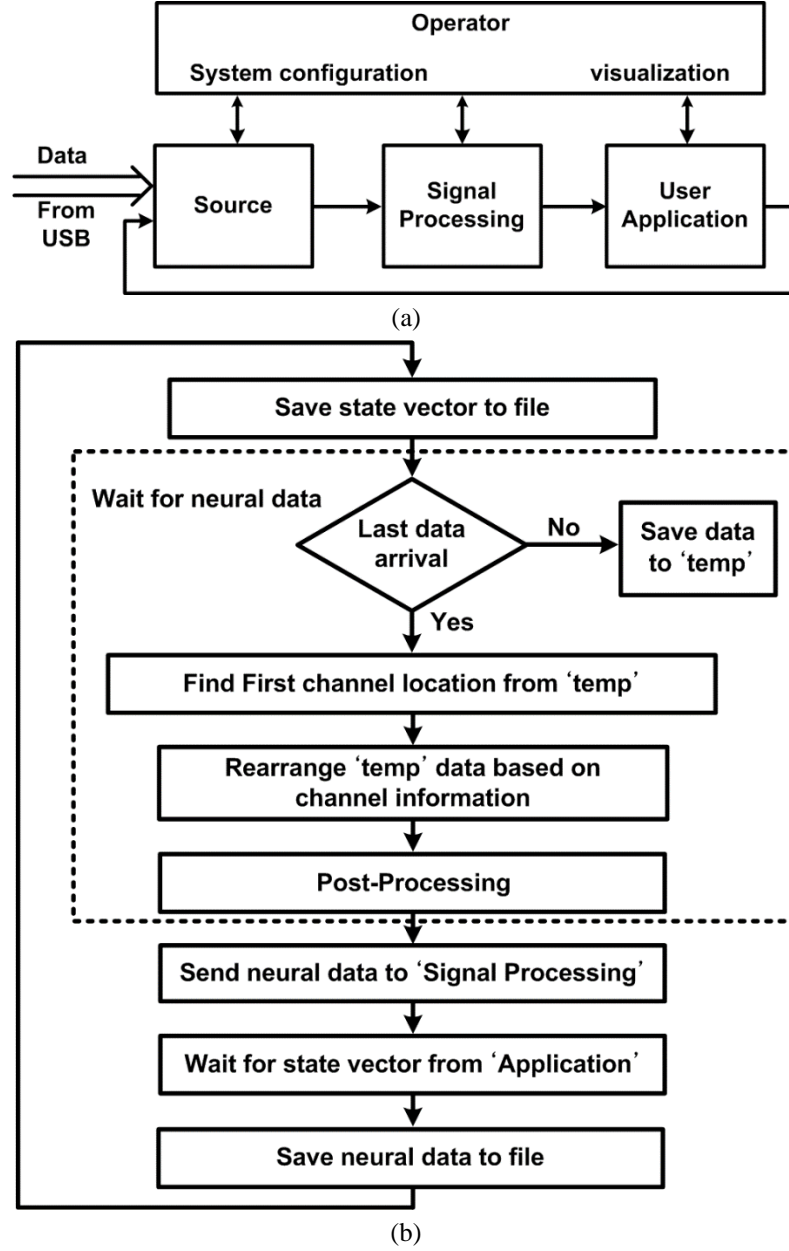 Operator
System configuration
visualization
Data
From
USB
Source
Signal
Processing
User
Application
(a)
Save state vector to file
Wait for neural data
Last data
arrival
No
Save data
to ‘temp’
Yes
Find First channel location from ‘temp’
Rearrange ‘temp’ data based on
channel information
Post-Processing
Send neural data to ‘Signal Processing’
Wait for state vector from ‘Application’
Save neural data to file
(b)